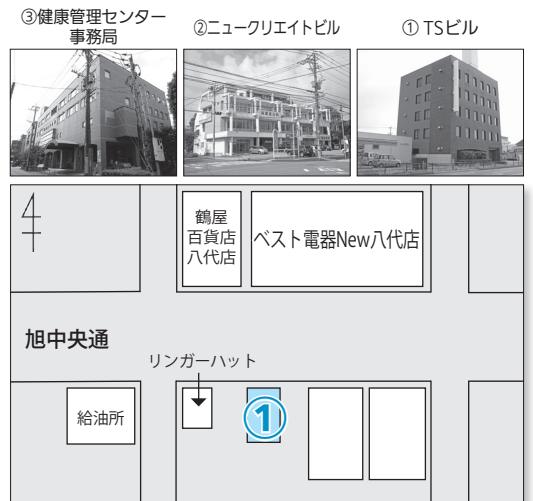 ③健康管理センター
事務局
②ニュークリエイトビル
① TSビル
鶴屋
百貨店
八代店
ベスト電器New八代店
旭中央通
リンガーハット
給油所
①